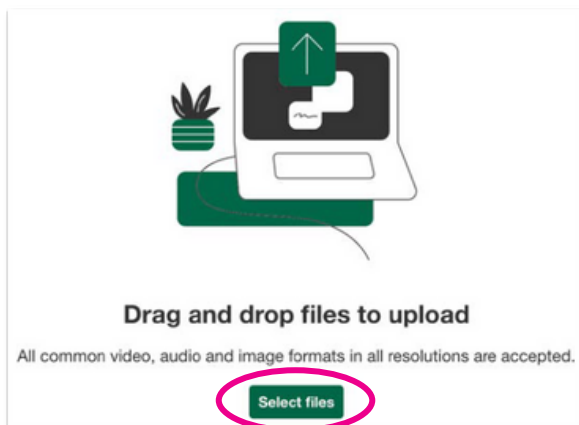 Drag and drop files to upload
All common video, audio and image formats in all resolutions are accepted.
Select files